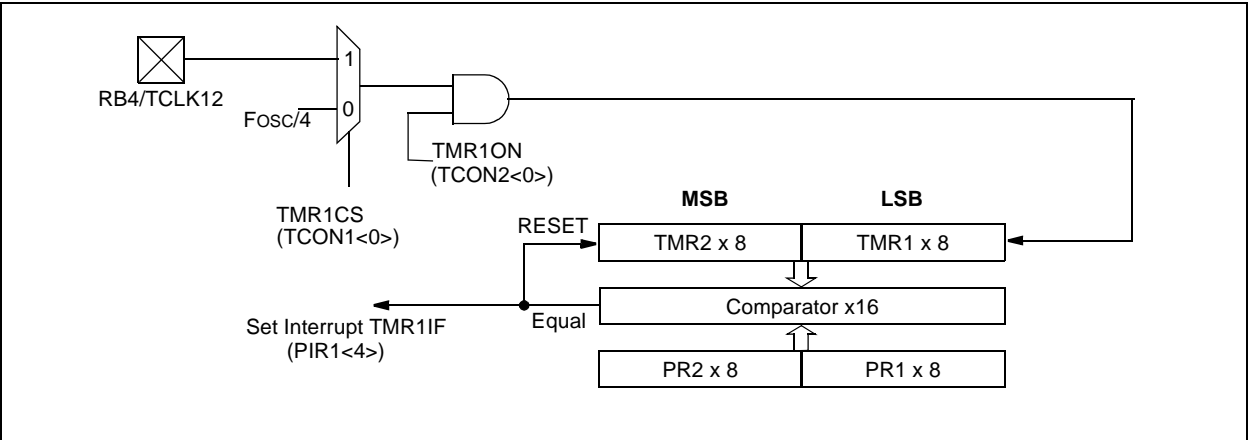 1
RB4/TCLK12
FOSC/4
0
TMR1ON
(TCON2<0>)
TMR1CS
(TCON1<0>)
MSB LSB
RESET
TMR2 x 8 TMR1 x 8
Comparator x16
Equal
Set Interrupt TMR1IF
(PIR1<4>)
PR2 x 8 PR1 x 8